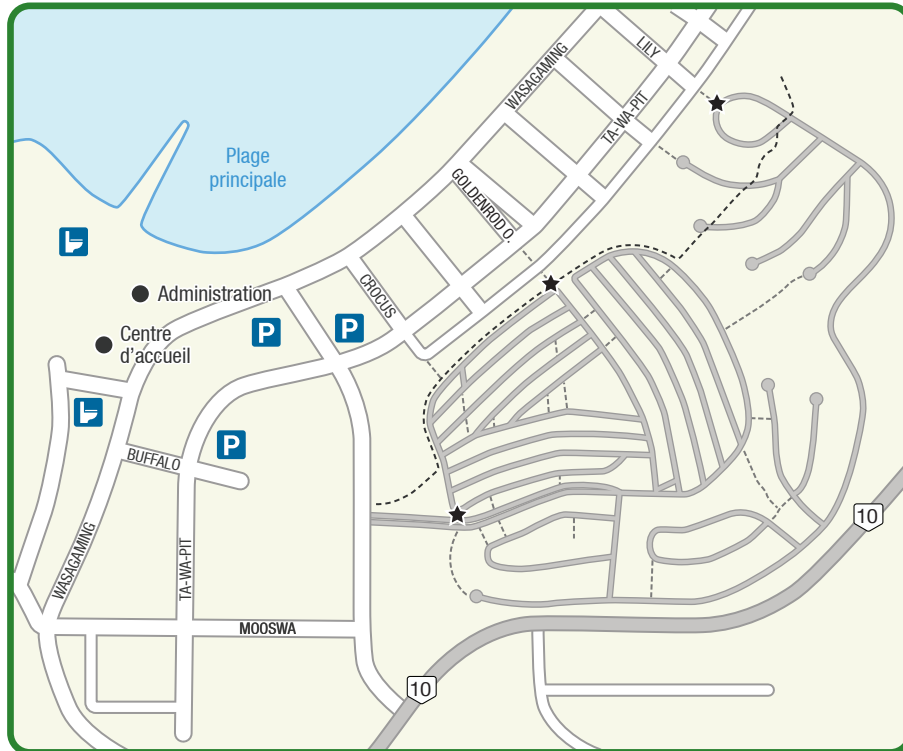 WASAGAMING
LILY
TA-WA-PIT
Plage
principale
GOLDENROD O.
CROCUS
Administration
Centre
d'accueil
P
P
P
BUFFALO
WASAGAMING
TA-WA-PIT
MOOSWA
10
10